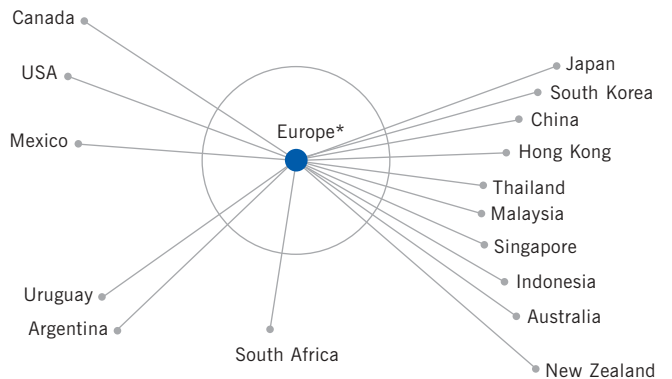 Canada
USA
Mexico
Uruguay
Argentina
Europe*
South Africa
Japan
South Korea
China
Hong Kong
Thailand
Malaysia
Singapore
Indonesia
Australia
New Zealand